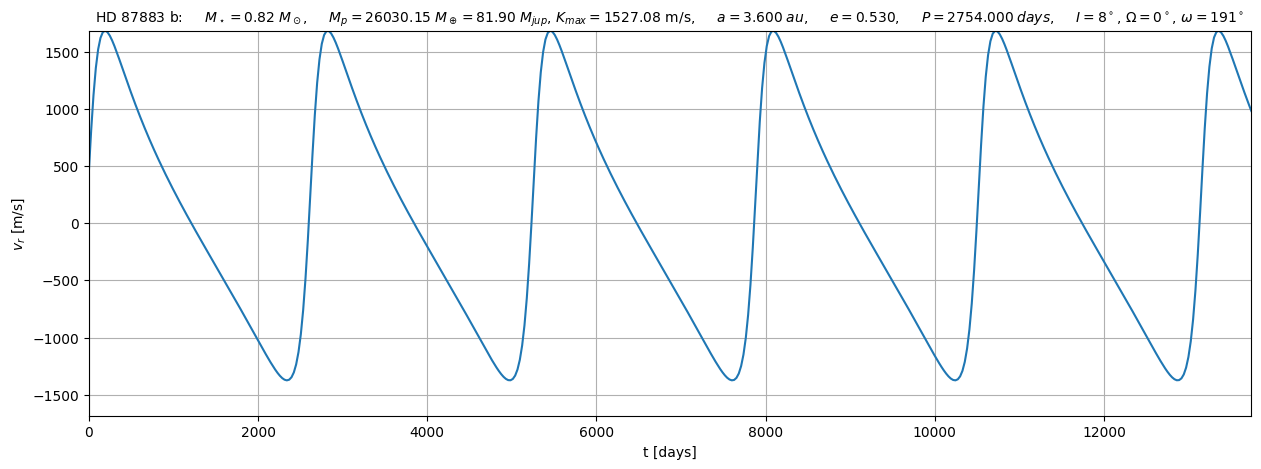 HD 87883 b: M⋆ = 0.82 M⊙, Mp = 26030.15 M⊕ = 81.90 Mjup, Kmax = 1527.08 m/s, a = 3.600 au, e = 0.530, P = 2754.000 days, I = 8°, Ω = 0°, ω = 191°
1500
1000
500
0
−500
−1000
−1500
vr [m/s]
0 2000 4000 6000 8000 10000 12000
t [days]